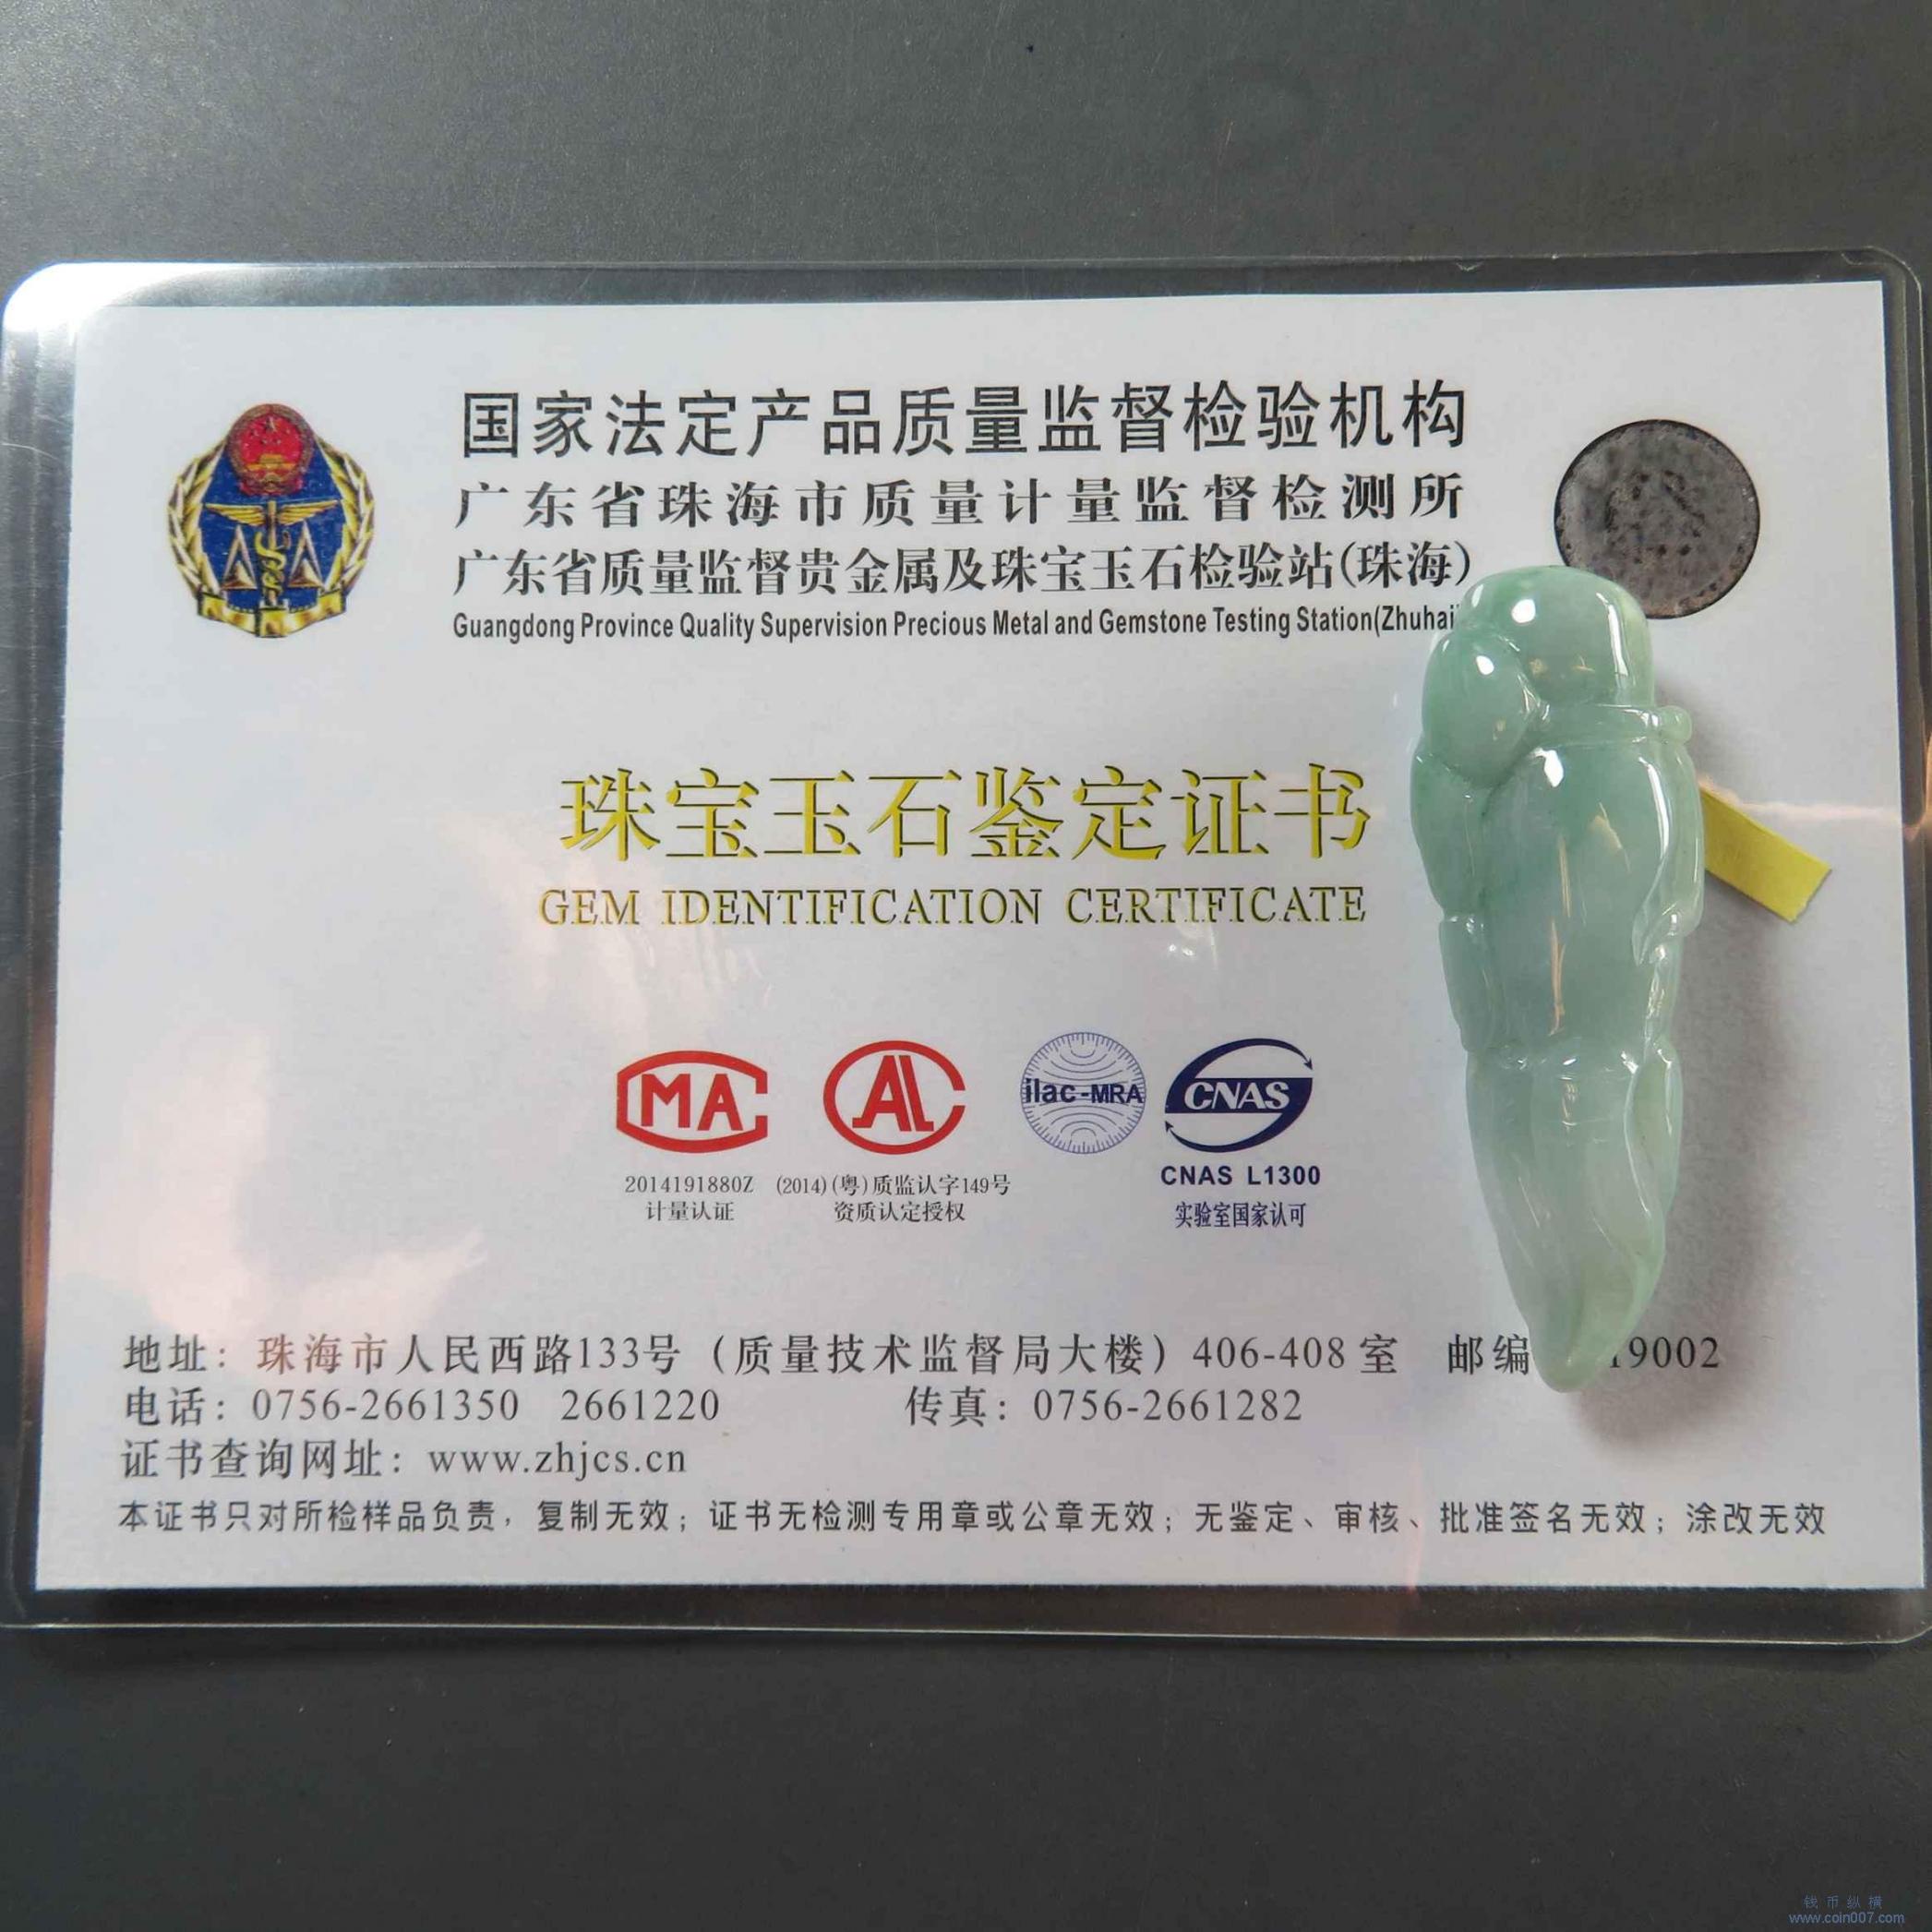 国家法定产品质量监督检验机构
广东省珠海市质量计量监督检测所
广东省质量监督贵金属及珠宝玉石检验站(珠海)
Guangdong Province Quality Supervision Precious Metal and Gemstone Testing Station(Zhuhai
珠宝玉石鉴定证书
GEM IDENTIFICATION CERTIFICATE
MA
AL
ilac-MRA
CNAS
2014191880Z
计量认证
(2014)(粤)质监认字149号
资质认定授权
CNAS L1300
实验室国家认可
地址：珠海市人民西路133号（质量技术监督局大楼）406-408室 邮编 19002
电话：0756-2661350 2661220 传真：0756-2661282
证书查询网址：www.zhjcs.cn
本证书只对所检样品负责，复制无效；证书无检测专用章或公章无效；无鉴定、审核、批准签名无效；涂改无效
钱币纵横
www.coin007.com